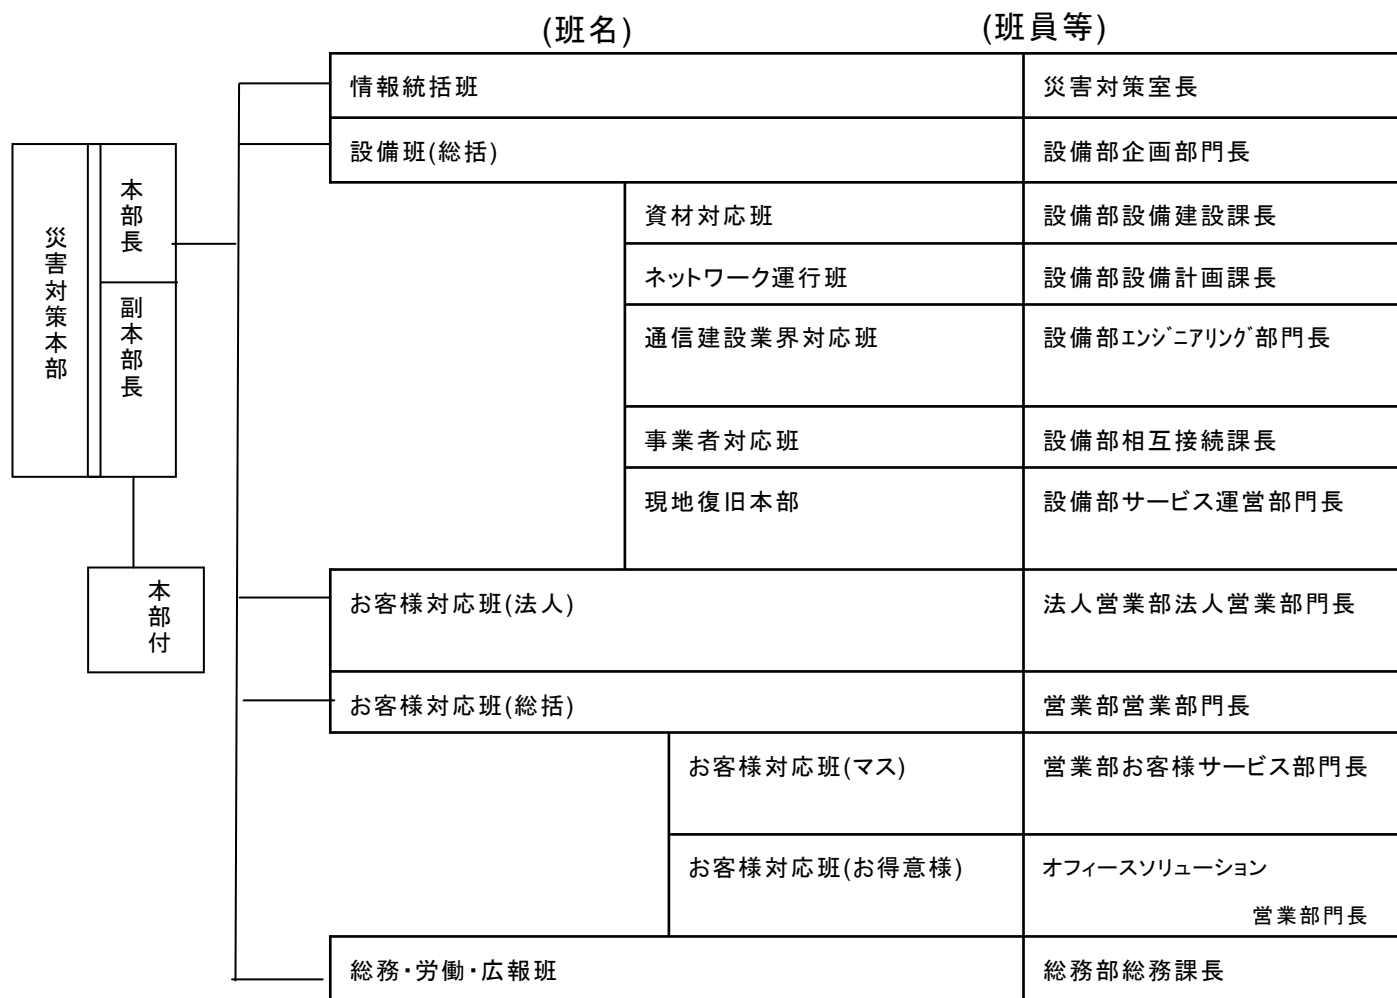 (班名) (班員等)
情報統括班 災害対策室長
設備班(総括) 設備部企画部門長
災害対策本部
本部長
副本部長
本部付
資材対応班 設備部設備建設課長
ネットワーク運行班 設備部設備計画課長
通信建設業界対応班 設備部エンジニアリング部門長
事業者対応班 設備部相互接続課長
現地復旧本部 設備部サービス運営部門長
お客様対応班(法人) 法人営業部法人営業部門長
お客様対応班(総括) 営業部営業部門長
お客様対応班(マス) 営業部お客様サービス部門長
お客様対応班(お得意様) オフィースソリューション
営業部門長
総務・労働・広報班 総務部総務課長